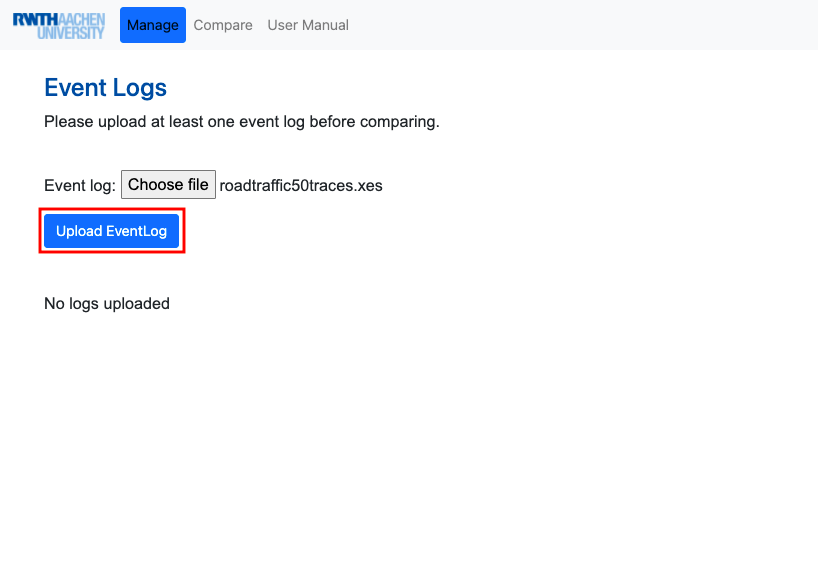 RWTHAACHEN
UNIVERSITY
Manage Compare User Manual
Event Logs
Please upload at least one event log before comparing.
Event log: Choose file roadtraffic50traces.xes
Upload EventLog
No logs uploaded